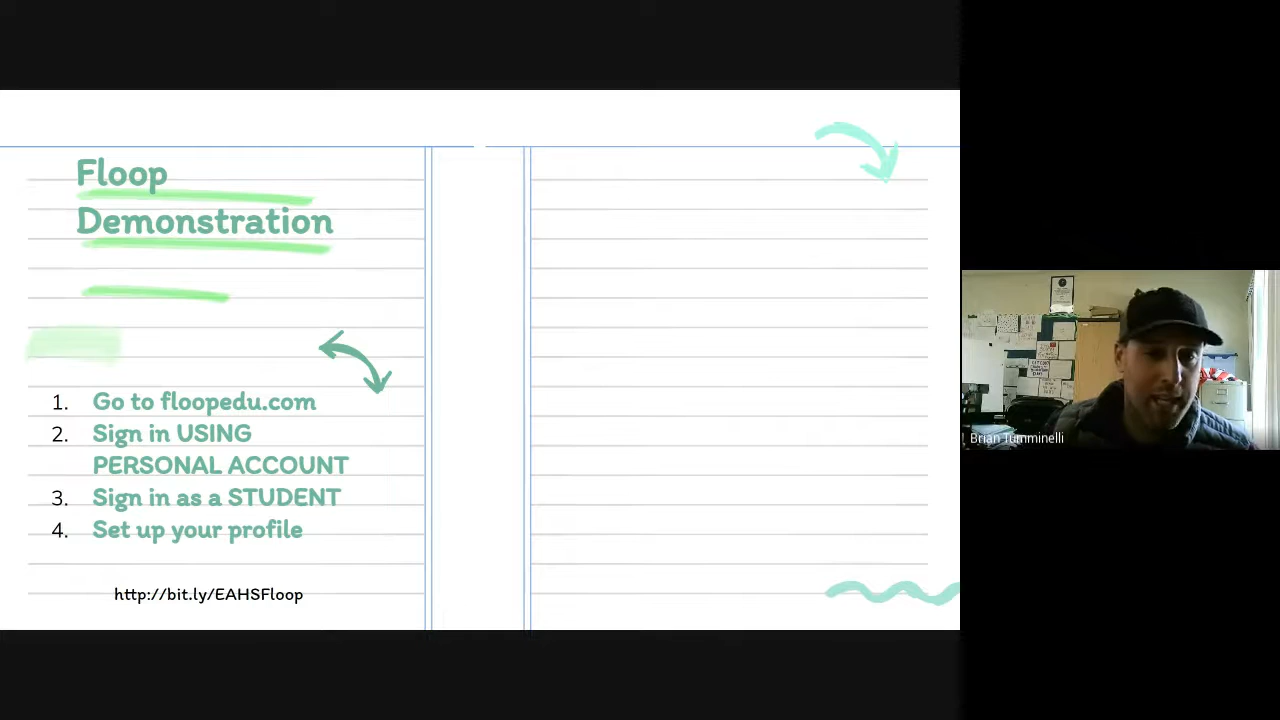 Floop
Demonstration
1. Go to floopedu.com
2. Sign in USING
PERSONAL ACCOUNT
3. Sign in as a STUDENT
4. Set up your profile
http://bit.ly/EAHSFloop
Brian Tumminelli